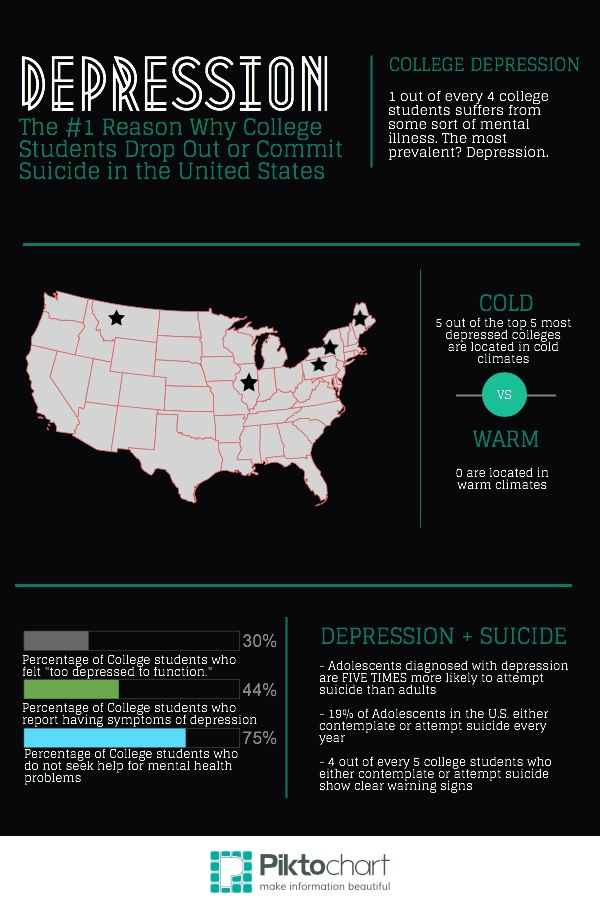 DEPRESSION
The #1 Reason Why College
Students Drop Out or Commit
Suicide in the United States
COLLEGE DEPRESSION
1 out of every 4 college
students suffers from
some sort of mental
illness. The most
prevalent? Depression.
COLD
5 out of the top 5 most
depressed colleges
are located in cold
climates
VS
WARM
0 are located in
warm climates
30%
Percentage of College students who
felt "too depressed to function."
44%
Percentage of College students who
report having symptoms of depression
75%
Percentage of College students who
do not seek help for mental health
problems
DEPRESSION + SUICIDE
- Adolescents diagnosed with depression
are FIVE TIMES more likely to attempt
suicide than adults
- 19% of Adolescents in the U.S. either
contemplate or attempt suicide every
year
- 4 out of every 5 college students who
either contemplate or attempt suicide
show clear warning signs
Piktochart
make information beautiful